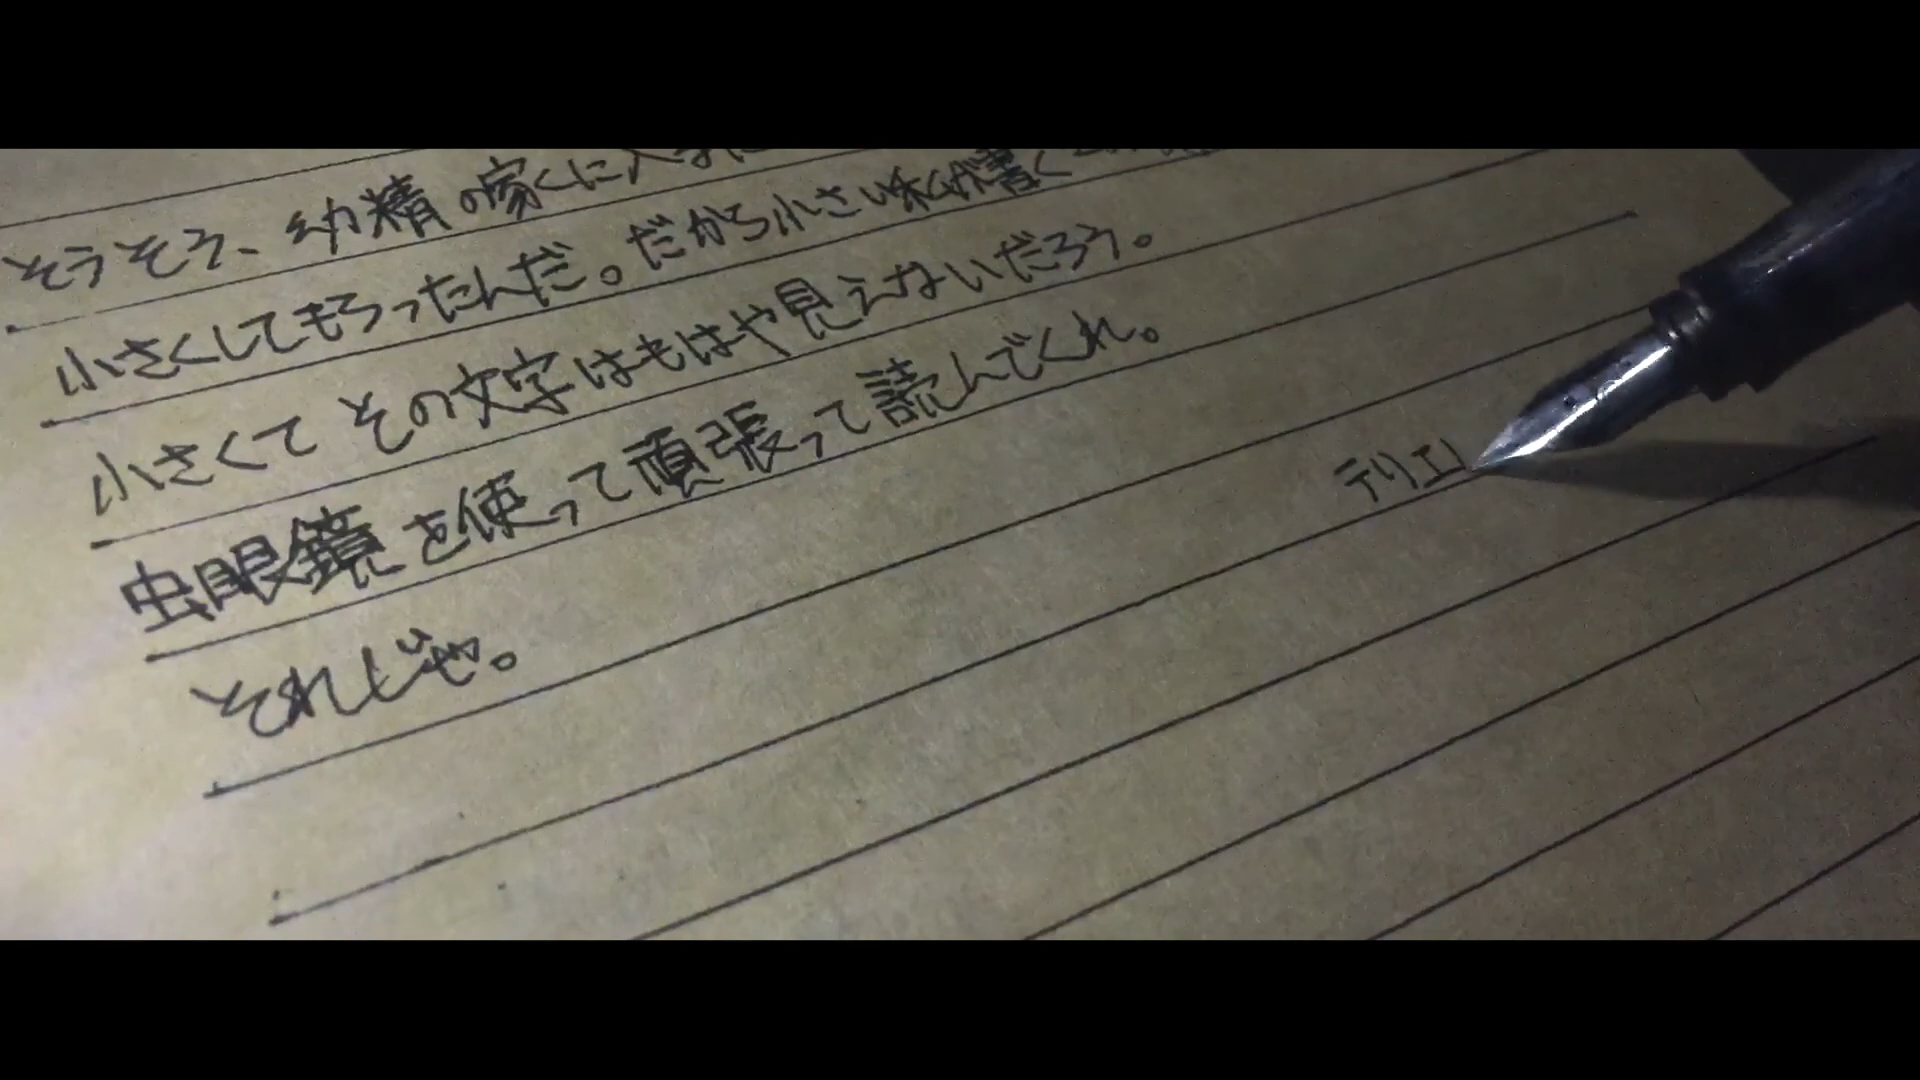 そうそう、幼精の家くに入
小さくしてもらったんだ。だから小さい私が書く
小さくて その文字はもはや見えないだろう。
虫眼鏡を使って頑張って読んでくれ。
それじゃ。
テリエ